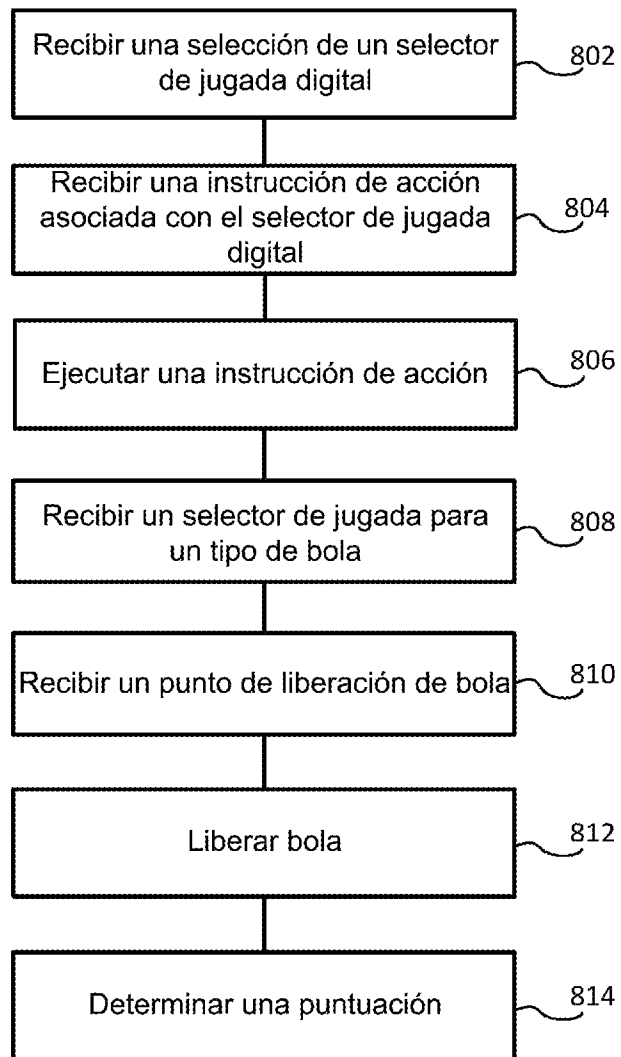 Recibir una selección de un selector
de jugada digital
802
Recibir una instrucción de acción
asociada con el selector de jugada
digital
804
Ejecutar una instrucción de acción
806
Recibir un selector de jugada para
un tipo de bola
808
Recibir un punto de liberación de bola
810
Liberar bola
812
Determinar una puntuación
814